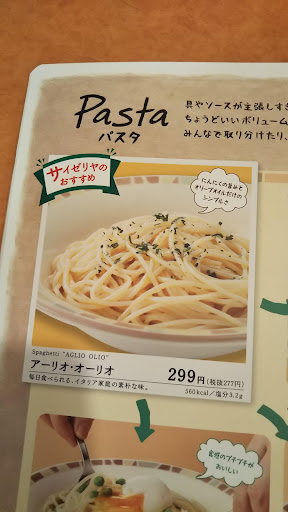 Pasta
パスタ
具やソースが主張しすぎ
ちょうどいいボリューム
みんなで取り分けたり、
サイゼリヤの
おすすめ
にんにくの旨みと
オリーブオイルだけの
シンプルさ
Spaghetti "AGLIO OLIO"
アーリオ・オーリオ
毎日食べられる、イタリア家庭の素朴な味。
299円(税抜277円)
560kcal/塩分3.2g
食感のプチプチが
おいしい